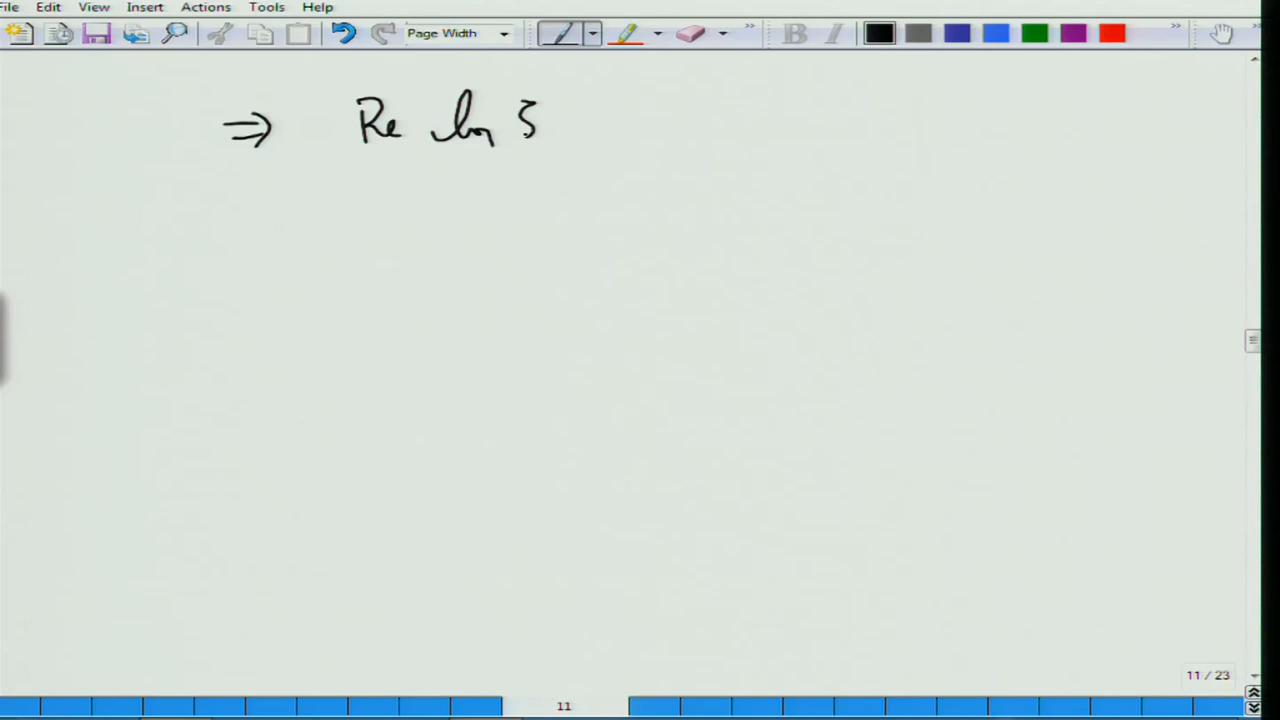 File Edit View Insert Actions Tools Help
Page Width
B I
⇒ Re log ζ
11 / 23
11